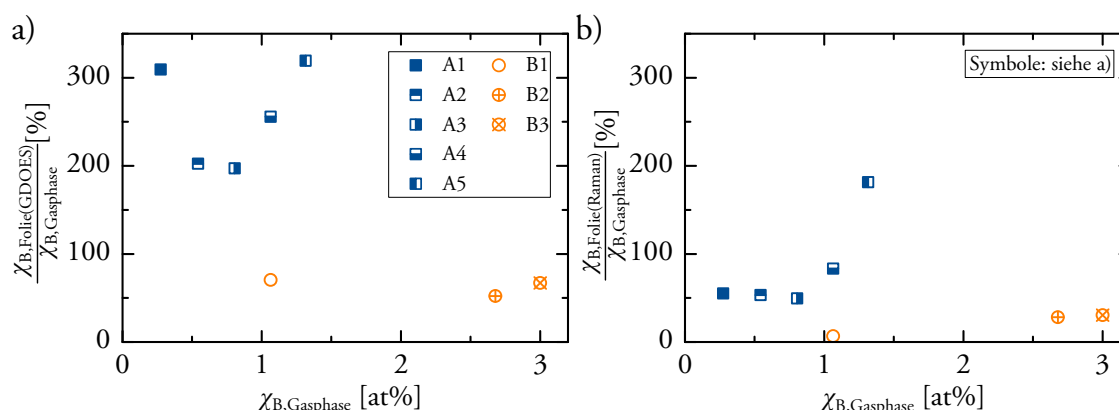 a)
χB,Folie(GDOES)
χB,Gasphase
[%]
300
200
100
0
0 1 2 3
χB,Gasphase [at%]
A1 B1
A2 B2
A3 B3
A4
A5
b)
χB,Folie(Raman)
χB,Gasphase
[%]
300
200
100
0
0 1 2 3
χB,Gasphase [at%]
Symbole: siehe a)